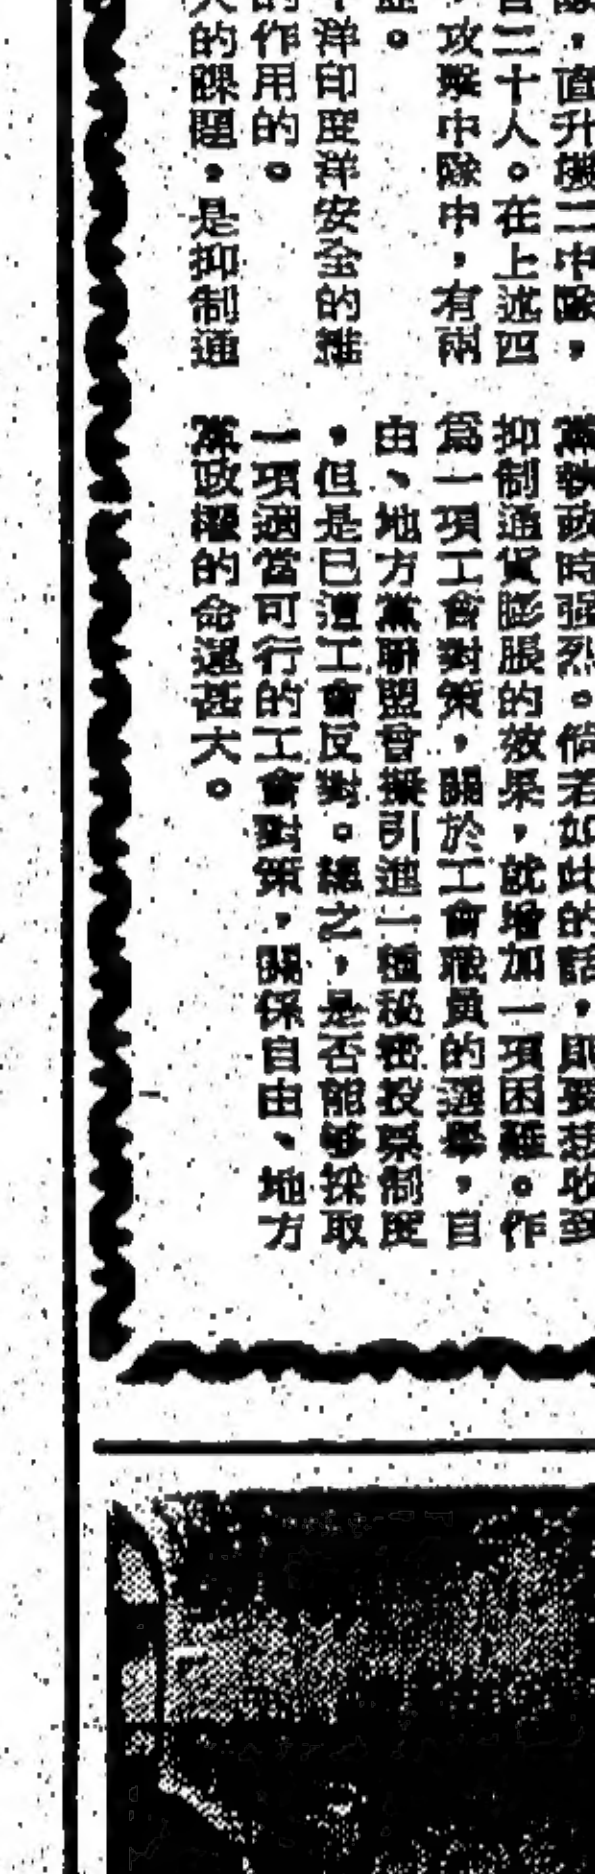 直升機二中隊,
二十人。在上述四
攻擊中隊中,有兩
。
洋印度洋安全的維
的作用的。
的課題,是抑制通
黨執政時强烈。倘若如此的話,即要想收到
抑制通貨膨脹的效果,就增加一項困難。作
爲一項工會對策,關於工會職員的選舉,自
由、地方黨聯盟曾擬引進一種秘密投票制度
,但是已遭工會反對。總之,是否能够採取
一項適當可行的工會對策,關係自由、地方
黨政權的命運甚大。